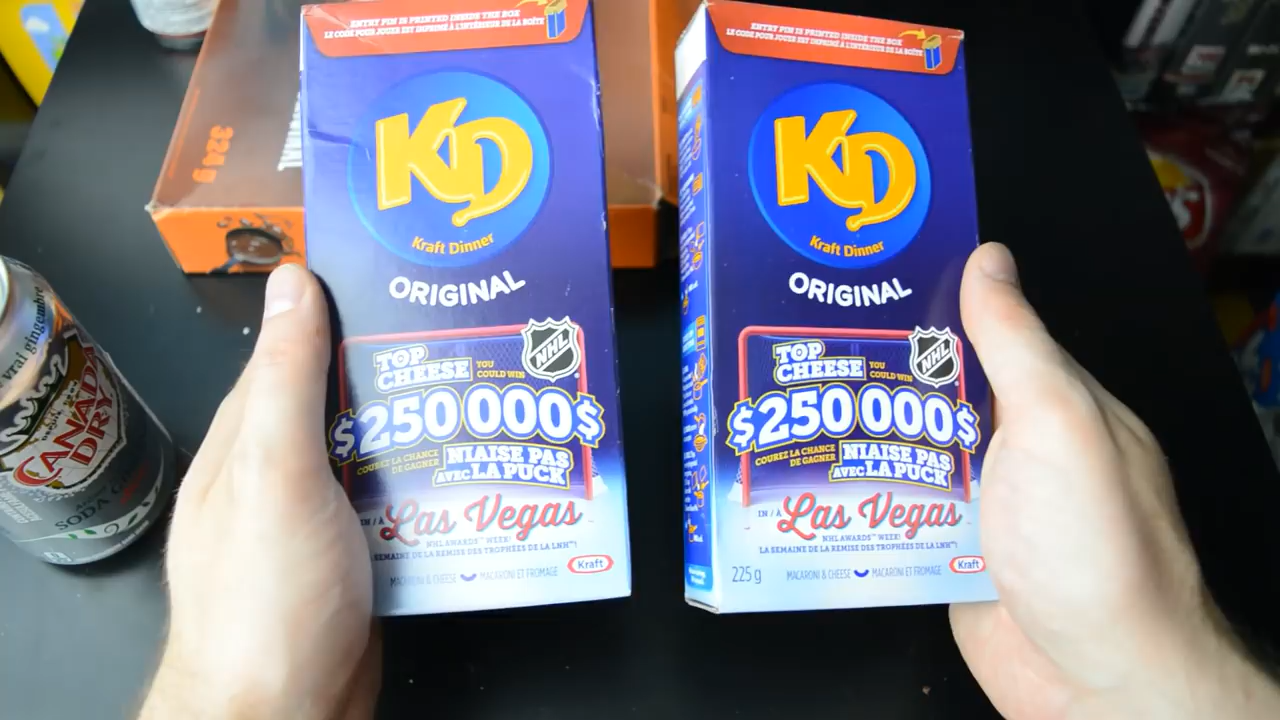 ENTRY PIN IS PRINTED INSIDE THE BOX
LE CODE POUR JOUER EST IMPRIMÉ À L'INTÉRIEUR DE LA BOÎTE
KD
Kraft Dinner
ORIGINAL
TOP
CHEESE
YOU
COULD WIN
NHL
$250 000$
COUREZ LA CHANCE
DE GAGNER
NIAISE PAS
AVEC LA PUCK
IN / À Las Vegas
NHL AWARDS™ WEEK!
SEMAINE DE LA REMISE DES TROPHÉES DE LA LNH™!
MACARONI & CHEESE MACARONI ET FROMAGE
Kraft
ENTRY PIN IS PRINTED INSIDE THE BOX
LE CODE POUR JOUER EST IMPRIMÉ À L'INTÉRIEUR DE LA BOÎTE
KD
Kraft Dinner
ORIGINAL
TOP
CHEESE
YOU
COULD WIN
NHL
$250 000$
COUREZ LA CHANCE
DE GAGNER
NIAISE PAS
AVEC LA PUCK
IN / À Las Vegas
NHL AWARDS™ WEEK!
LA SEMAINE DE LA REMISE DES TROPHÉES DE LA LNH™!
225 g
MACARONI & CHEESE MACARONI ET FROMAGE
Kraft
324 g
vrai gingembre
CANADA
DRY
SODA